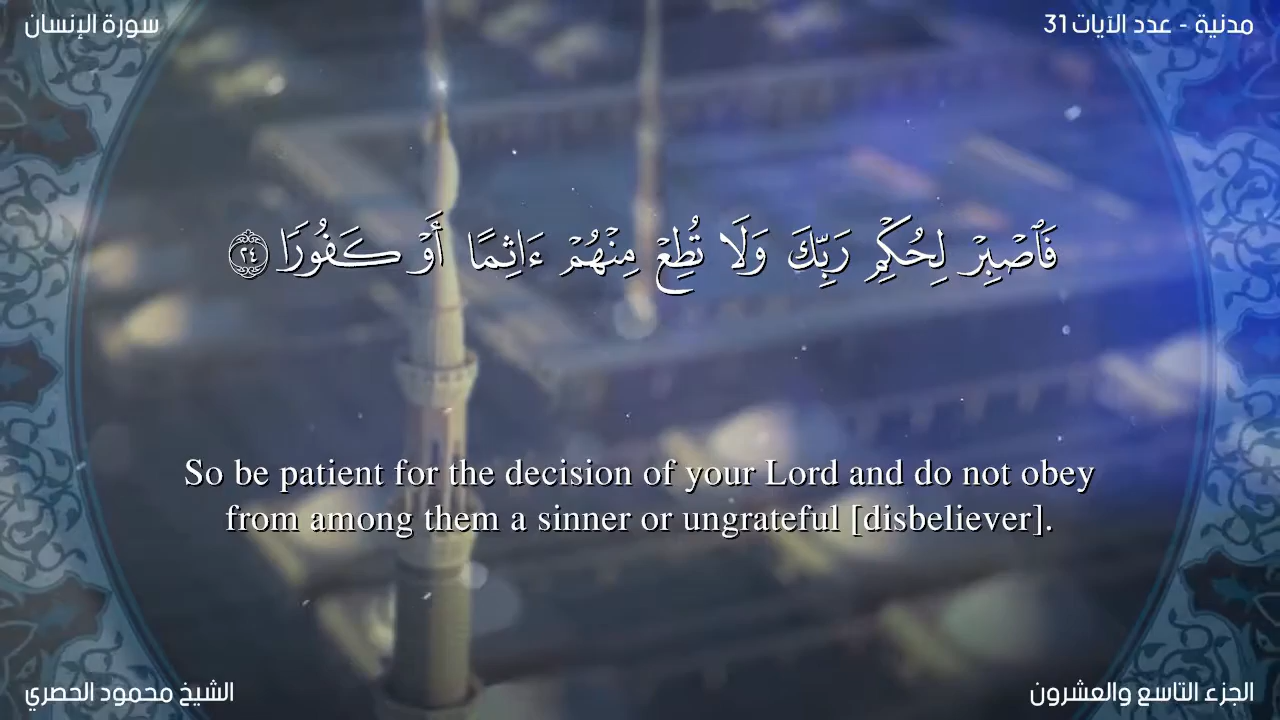 سورة الإنسان
مدنية - عدد الآيات 31
فَٱصۡبِرۡ لِحُكۡمِ رَبِّكَ وَلَا تُطِعۡ مِنۡهُمۡ ءَاثِمًا أَوۡ كَفُورٗا ٢٤
So be patient for the decision of your Lord and do not obey
from among them a sinner or ungrateful [disbeliever].
الشيخ محمود الحصري
الجزء التاسع والعشرون